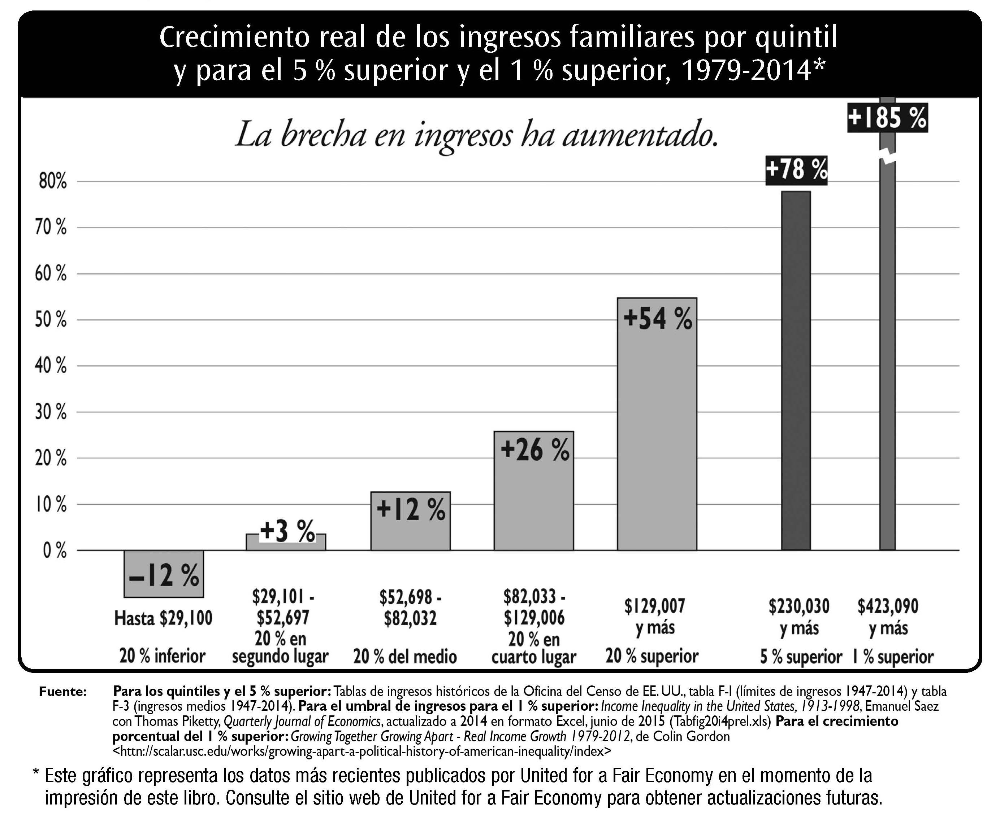 Crecimiento real de los ingresos familiares por quintil
y para el 5 % superior y el 1 % superior, 1979-2014*
La brecha en ingresos ha aumentado.
+185 %
+78 %
80%
70 %
60 %
50 %
40 %
30 %
20 %
10 %
0 %
+54 %
+26 %
+12 %
+3 %
–12 %
Hasta $29,100
20 % inferior
$29,101 -
$52,697
20 % en
segundo lugar
$52,698 -
$82,032
20 % del medio
$82,033 -
$129,006
20 % en
cuarto lugar
$129,007
y más
20 % superior
$230,030
y más
5 % superior
$423,090
y más
1 % superior
Fuente: Para los quintiles y el 5 % superior: Tablas de ingresos históricos de la Oficina del Censo de EE. UU., tabla F-1 (límites de ingresos 1947-2014) y tabla
F-3 (ingresos medios 1947-2014). Para el umbral de ingresos para el 1 % superior: Income Inequality in the United States, 1913-1998, Emanuel Saez
con Thomas Piketty, Quarterly Journal of Economics, actualizado a 2014 en formato Excel, junio de 2015 (Tabfig20i4prel.xls) Para el crecimiento
porcentual del 1 % superior: Growing Together Growing Apart - Real Income Growth 1979-2012, de Colin Gordon
<httn://scalar.usc.edu/works/growing-apart-a-political-history-of-american-inequality/index>
* Este gráfico representa los datos más recientes publicados por United for a Fair Economy en el momento de la
impresión de este libro. Consulte el sitio web de United for a Fair Economy para obtener actualizaciones futuras.